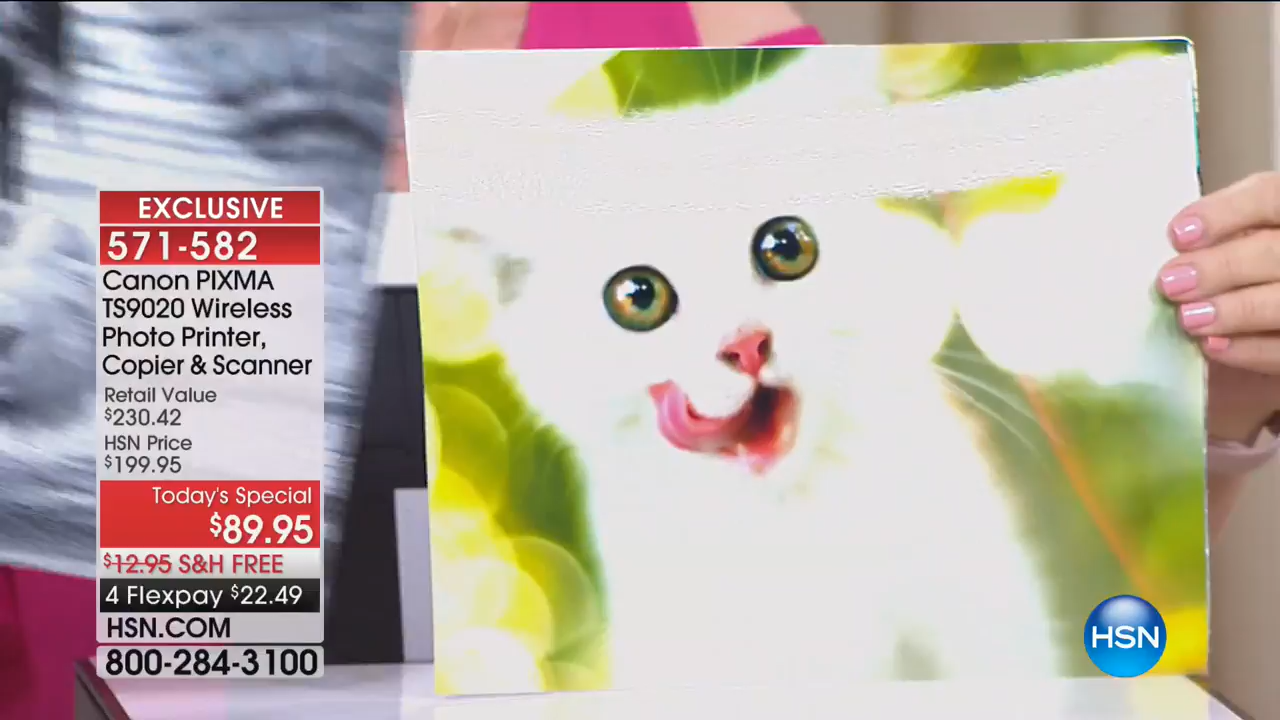 EXCLUSIVE
571-582
Canon PIXMA
TS9020 Wireless
Photo Printer,
Copier & Scanner
Retail Value
$230.42
HSN Price
$199.95
Today's Special
$89.95
$12.95 S&H FREE
4 Flexpay $22.49
HSN.COM
800-284-3100
HSN